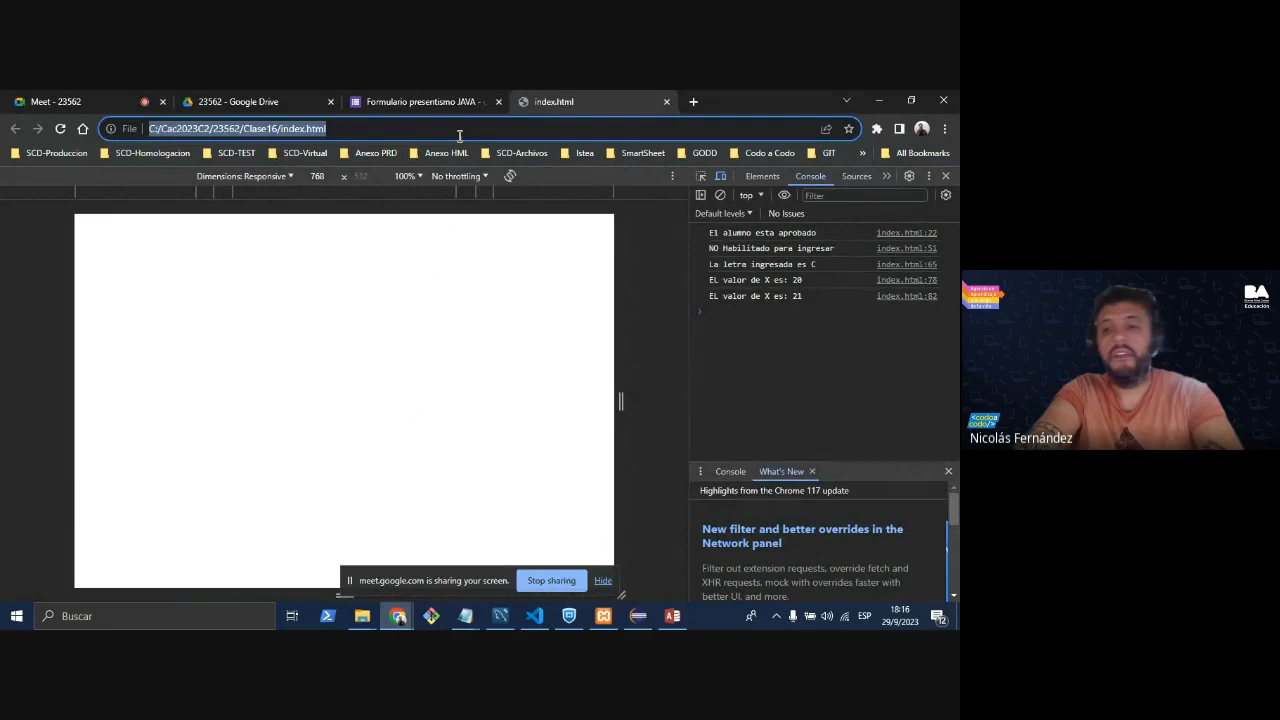 Meet - 23562
23562 - Google Drive
Formulario presentismo JAVA - c
index.html
File
C:/Cac2023C2/23562/Clase16/index.html
SCD-Produccion
SCD-Homologacion
SCD-TEST
SCD-Virtual
Anexo PRD
Anexo HML
SCD-Archivos
Istea
SmartSheet
GODD
Codo a Codo
GIT
»
All Bookmarks
Dimensions: Responsive
768
x
532
100%
No throttling
Elements
Console
Sources
»
top
Filter
Default levels
No Issues
El alumno esta aprobado
index.html:22
NO Habilitado para ingresar
index.html:51
La letra ingresada es C
index.html:65
EL valor de X es: 20
index.html:78
EL valor de X es: 21
index.html:82
Console
What's New
Highlights from the Chrome 117 update
New filter and better overrides in the
Network panel
Filter out extension requests, override fetch and
XHR requests, mock with overrides faster with
better UI, and more.
meet.google.com is sharing your screen.
Stop sharing
Hide
Buscar
ESP
18:16
29/9/2023
12
BA
Educación
<codo a
codo/>
Nicolás Fernández